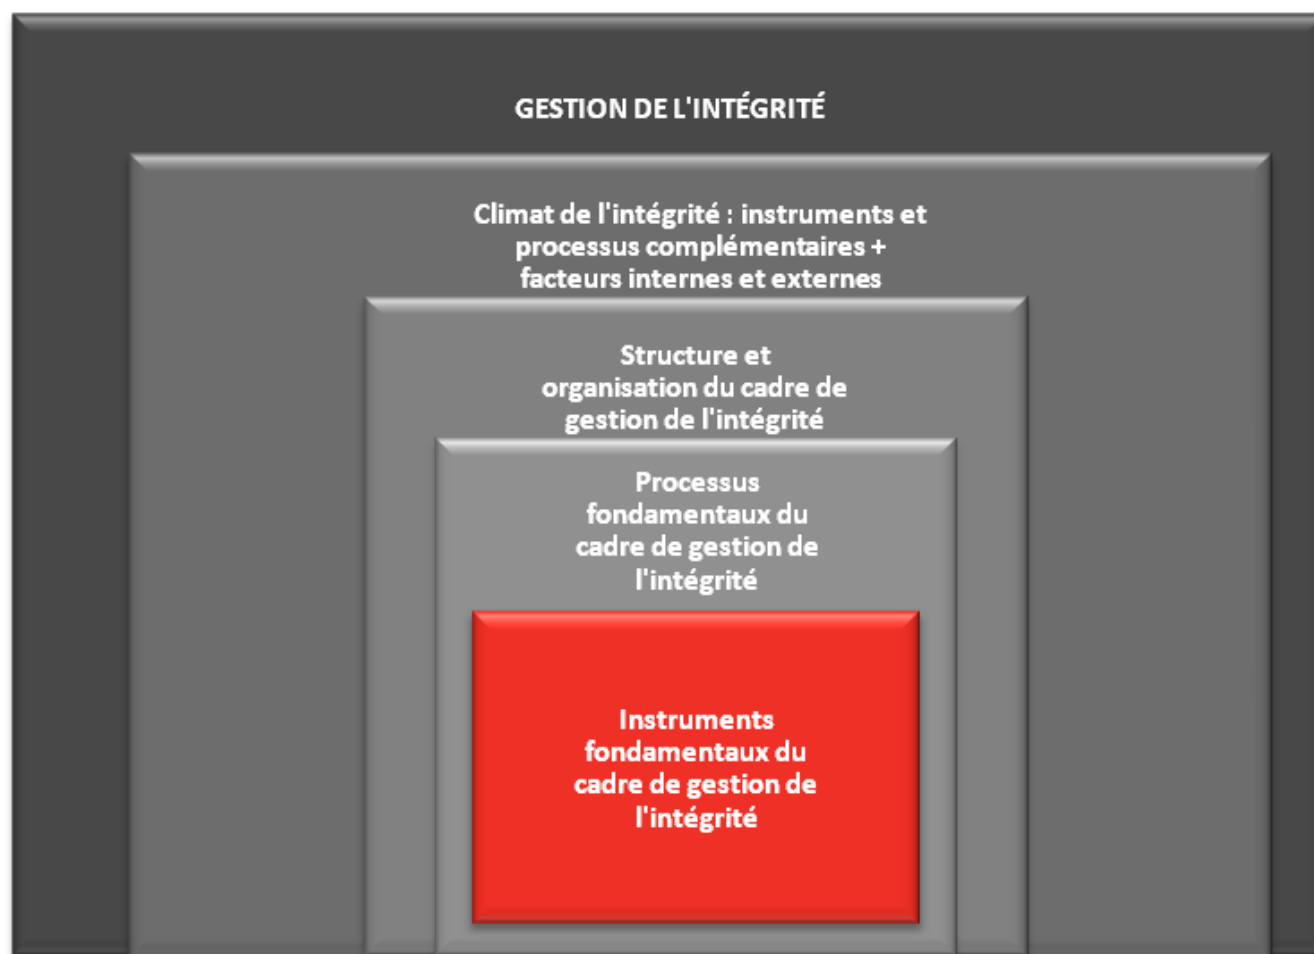 GESTION DE L'INTÉGRITÉ
Climat de l'intégrité : instruments et
processus complémentaires +
facteurs internes et externes
Structure et
organisation du cadre de
gestion de l'intégrité
Processus
fondamentaux du
cadre de gestion de
l'intégrité
Instruments
fondamentaux du
cadre de gestion de
l'intégrité